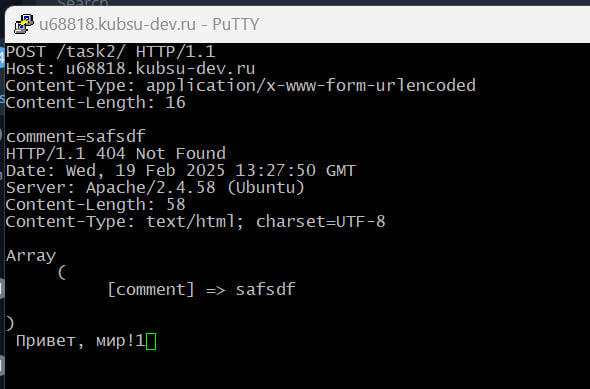 Search
u68818.kubsu-dev.ru - PuTTY
POST /task2/ HTTP/1.1
Host: u68818.kubsu-dev.ru
Content-Type: application/x-www-form-urlencoded
Content-Length: 16
comment=safsdf
HTTP/1.1 404 Not Found
Date: Wed, 19 Feb 2025 13:27:50 GMT
Server: Apache/2.4.58 (Ubuntu)
Content-Length: 58
Content-Type: text/html; charset=UTF-8
Array
(
[comment] => safsdf
)
Привет, мир!1